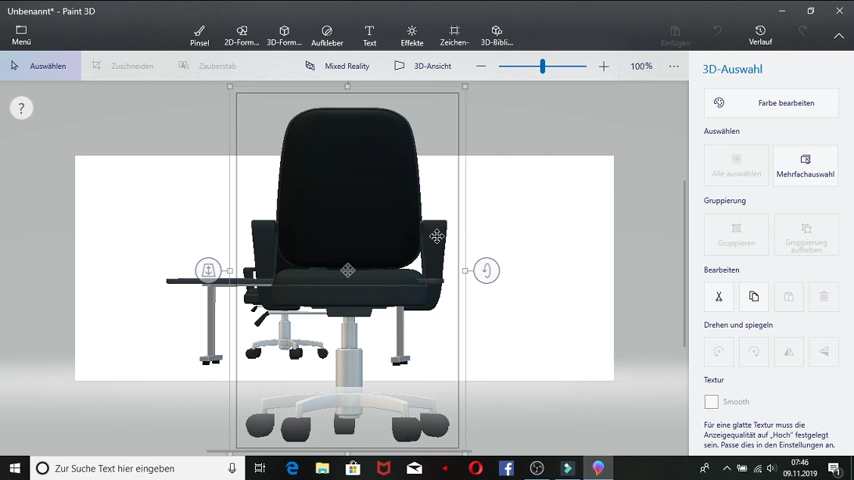 Unbenannt* - Paint 3D
Menü
Pinsel
2D-Form...
3D-Form...
Aufkleber
Text
Effekte
Zeichen-
3D-Bibli...
Einfügen
Verlauf
Auswählen
Zuschneiden
Zauberstab
Mixed Reality
3D-Ansicht
100%
3D-Auswahl
Farbe bearbeiten
Auswählen
Alle auswählen
Mehrfachauswahl
Gruppierung
Gruppieren
Gruppierung
aufheben
Bearbeiten
Drehen und spiegeln
Textur
Smooth
Für eine glatte Textur muss die
Anzeigequalität auf „Hoch" festgelegt
sein. Passe dies in den Einstellungen an.
Zur Suche Text hier eingeben
07:46
09.11.2019